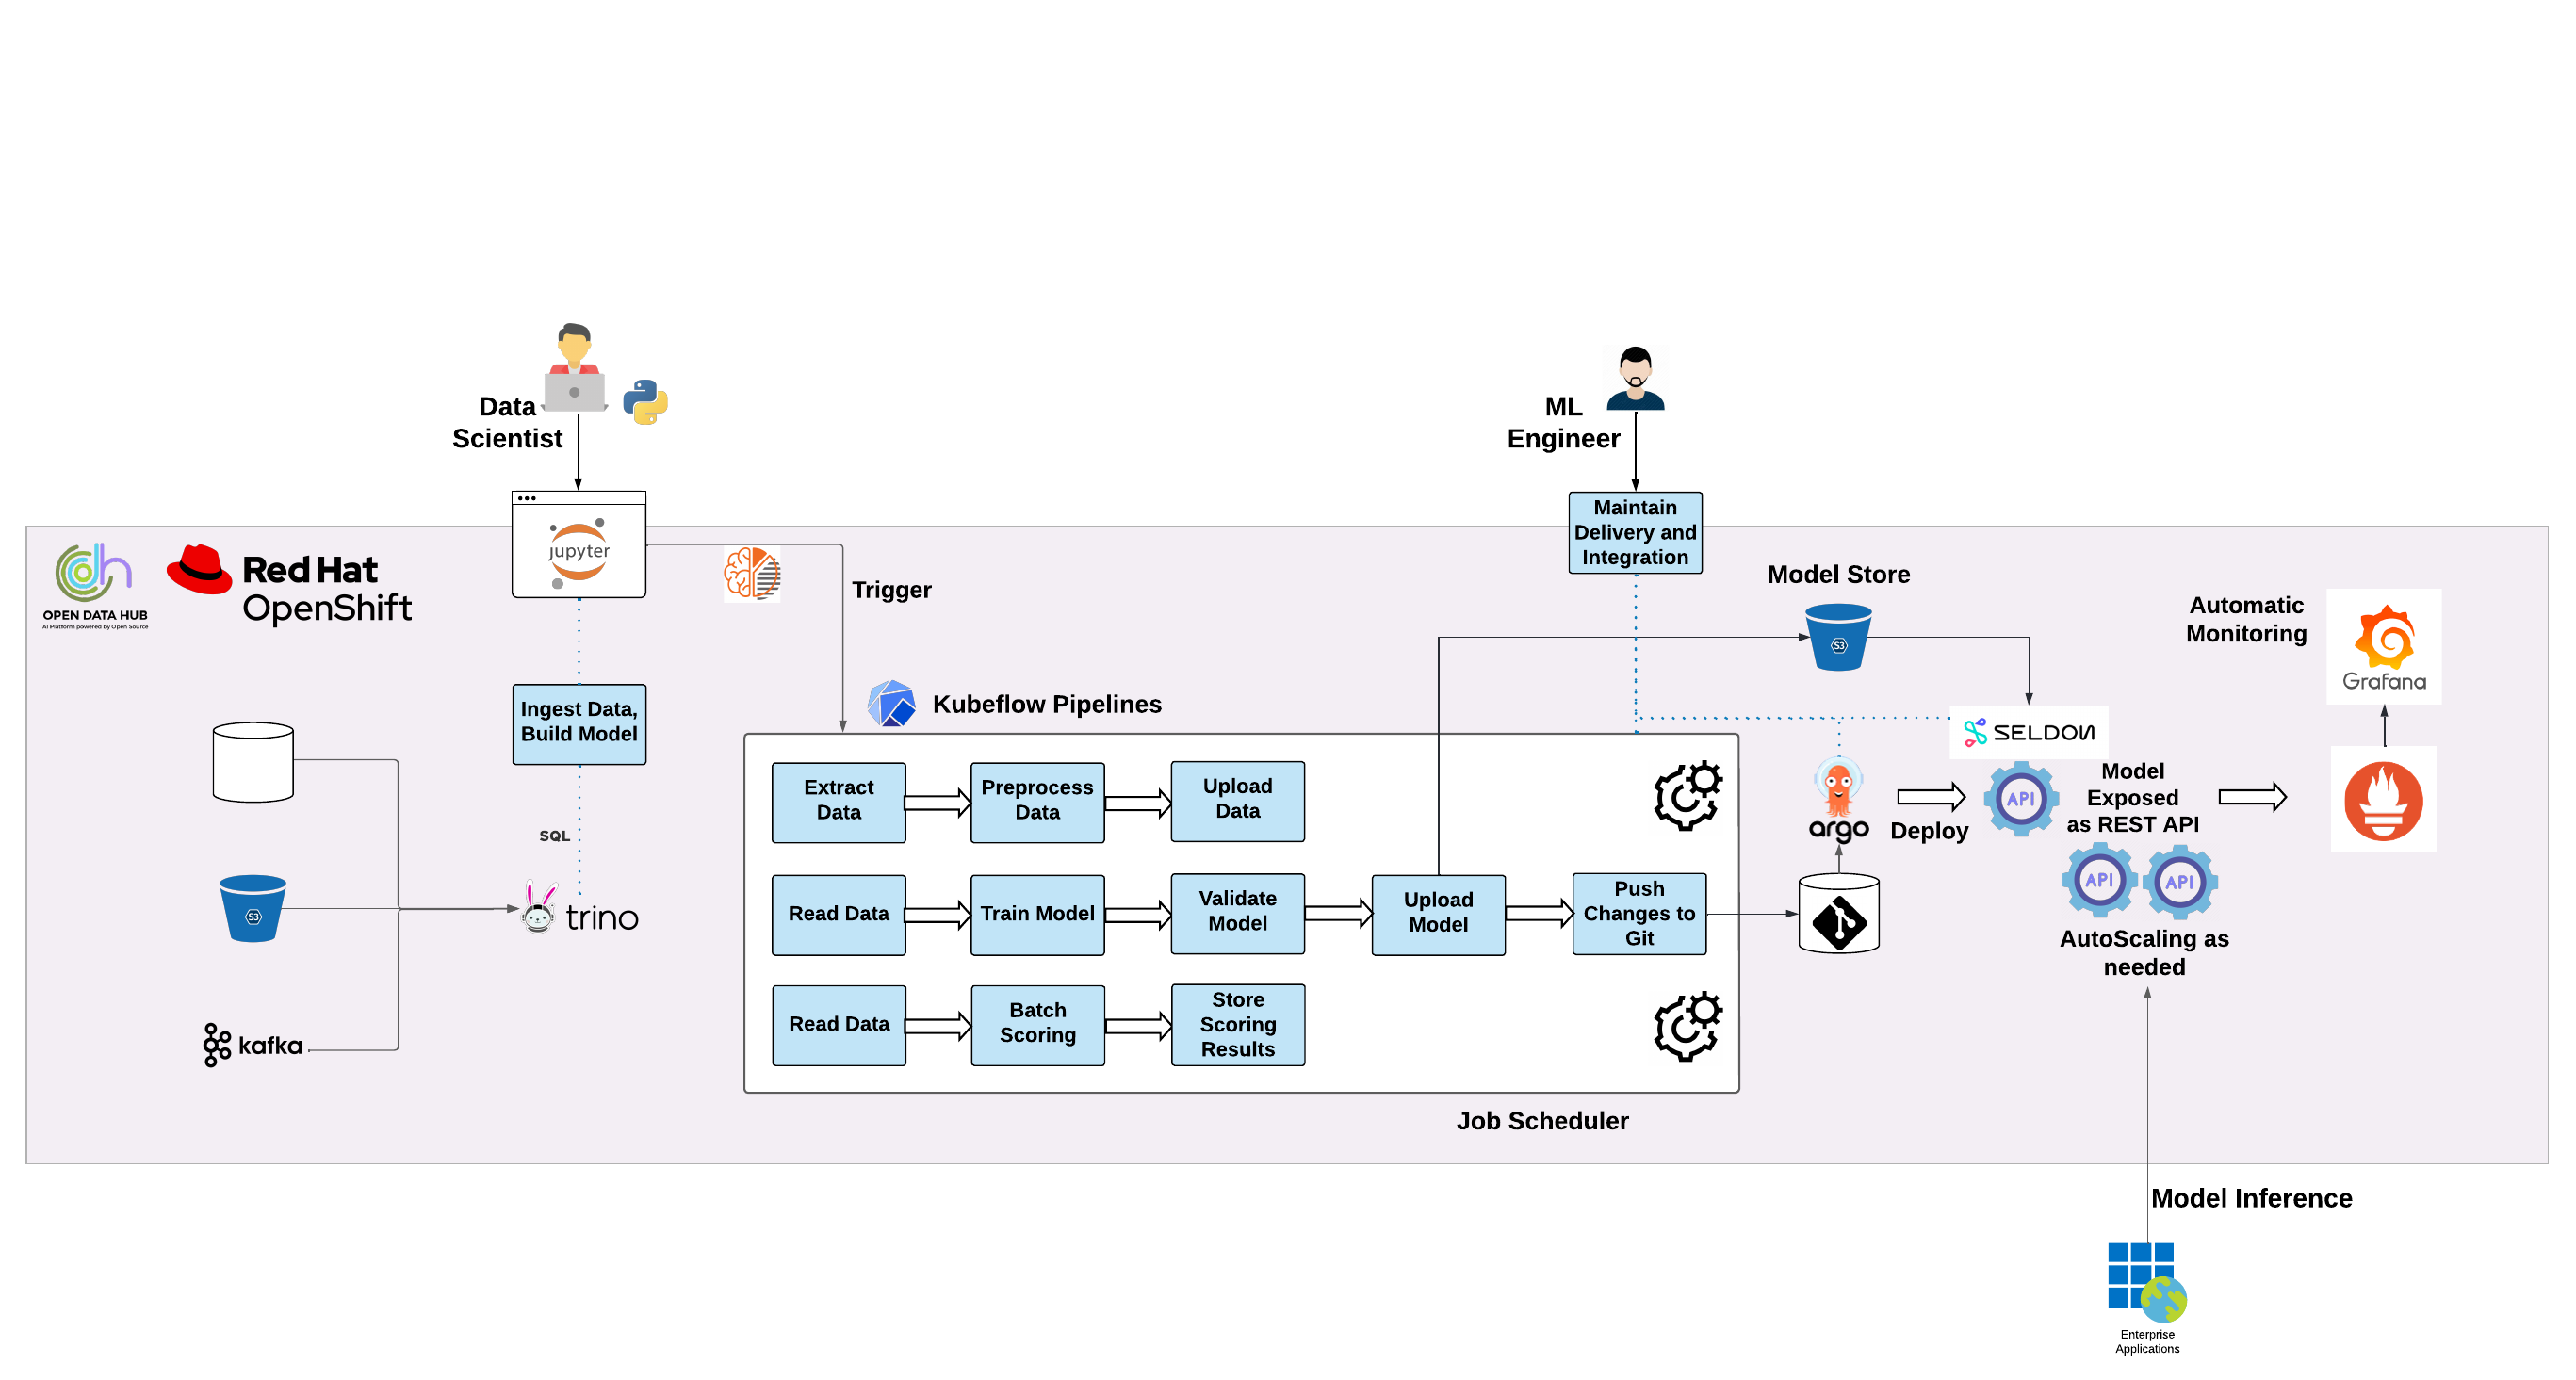 Data
Scientist
ML
Engineer
Maintain
Delivery and
Integration
OPEN DATA HUB
AI Platform powered by Open Source
Red Hat
OpenShift
jupyter
Trigger
Model Store
S3
Automatic
Monitoring
Grafana
Ingest Data,
Build Model
Kubeflow Pipelines
SELDON
SQL
Extract
Data
Preprocess
Data
Upload
Data
argo
Deploy
API
Model
Exposed
as REST API
S3
trino
Read Data
Train Model
Validate
Model
Upload
Model
Push
Changes to
Git
API
API
AutoScaling as
needed
kafka
Read Data
Batch
Scoring
Store
Scoring
Results
Job Scheduler
Model Inference
Enterprise
Applications